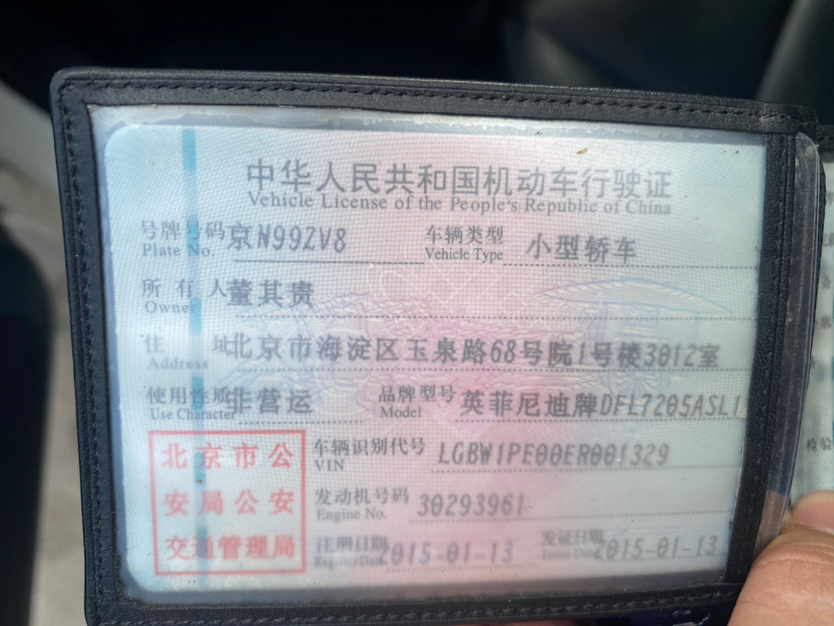 中华人民共和国机动车行驶证
Vehicle License of the People's Republic of China
号牌号码 京N99ZV8 车辆类型 小型轿车
Plate No. Vehicle Type
所有人 董其贵
Owner
住址 北京市海淀区玉泉路68号院1号楼3012室
Address
使用性质 非营运 品牌型号 英菲尼迪牌DFL7205ASL1
Use Character Model
北京市公
安局公安
交通管理局
车辆识别代号 LGBW1PE00ER001329
VIN
发动机号码 30293961
Engine No.
注册日期 2015-01-13 发证日期 2015-01-13
Register Date Issue Date
检验